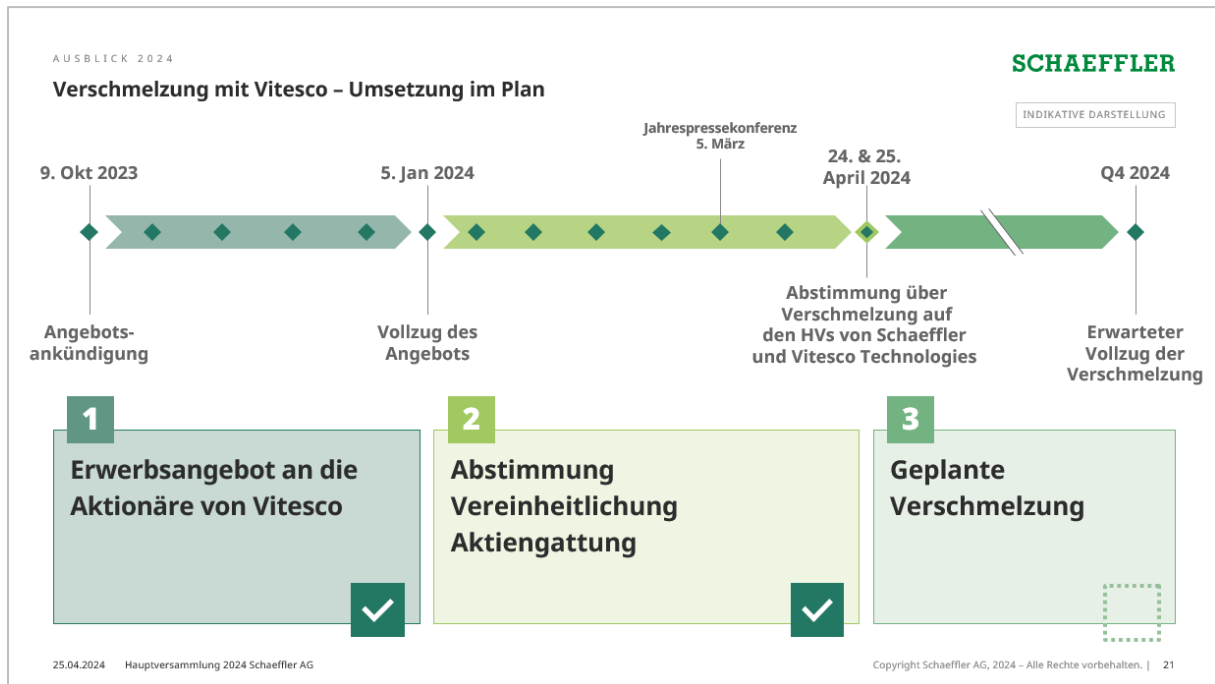 AUSBLICK 2024
SCHAEFFLER
Verschmelzung mit Vitesco – Umsetzung im Plan
INDIKATIVE DARSTELLUNG
Jahrespressekonferenz
5. März
9. Okt 2023
5. Jan 2024
24. & 25.
April 2024
Q4 2024
Angebots-
ankündigung
Vollzug des
Angebots
Abstimmung über
Verschmelzung auf
den HVs von Schaeffler
und Vitesco Technologies
Erwarteter
Vollzug der
Verschmelzung
1
Erwerbsangebot an die
Aktionäre von Vitesco
2
Abstimmung
Vereinheitlichung
Aktiengattung
3
Geplante
Verschmelzung
25.04.2024 Hauptversammlung 2024 Schaeffler AG
Copyright Schaeffler AG, 2024 – Alle Rechte vorbehalten. | 21